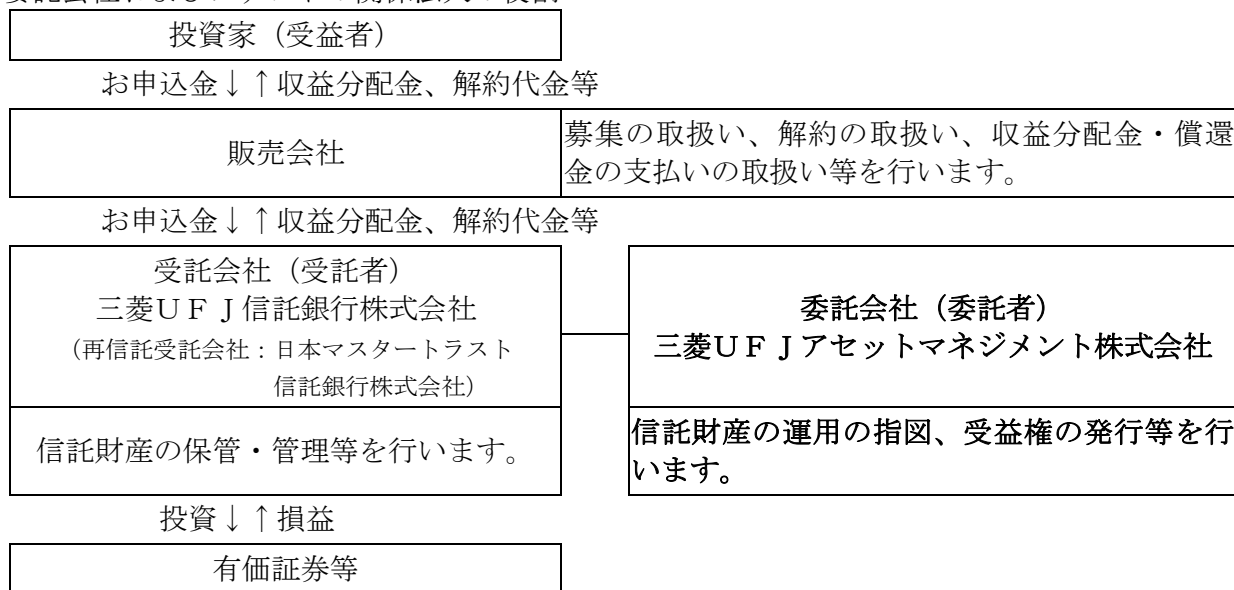 投資家（受益者）
お申込金↓↑収益分配金、解約代金等
販売会社
募集の取扱い、解約の取扱い、収益分配金・償還
金の支払いの取扱い等を行います。
お申込金↓↑収益分配金、解約代金等
受託会社（受託者）
三菱ＵＦＪ信託銀行株式会社
（再信託受託会社：日本マスタートラスト
信託銀行株式会社）
委託会社（委託者）
三菱ＵＦＪアセットマネジメント株式会社
信託財産の保管・管理等を行います。
信託財産の運用の指図、受益権の発行等を行
います。
投資↓↑損益
有価証券等